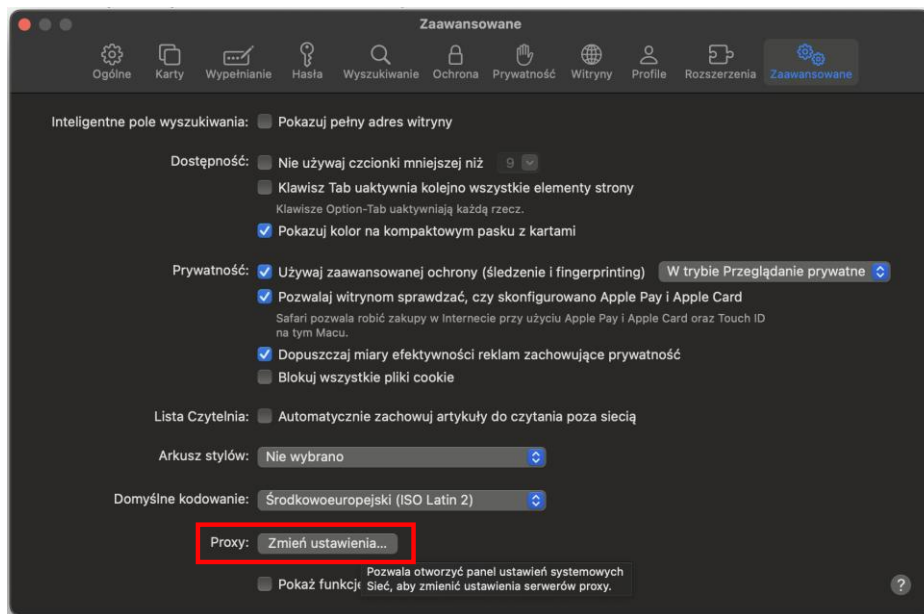 Zaawansowane
Ogólne Karty Wypełnianie Hasła Wyszukiwanie Ochrona Prywatność Witryny Profile Rozszerzenia Zaawansowane
Inteligentne pole wyszukiwania: Pokazuj pełny adres witryny
Dostępność: Nie używaj czcionki mniejszej niż 9
Klawisz Tab uaktywnia kolejno wszystkie elementy strony
Klawisze Option-Tab uaktywniają każdą rzecz.
Pokazuj kolor na kompaktowym pasku z kartami
Prywatność: Używaj zaawansowanej ochrony (śledzenie i fingerprinting) W trybie Przeglądanie prywatne
Pozwalaj witrynom sprawdzać, czy skonfigurowano Apple Pay i Apple Card
Safari pozwala robić zakupy w Internecie przy użyciu Apple Pay i Apple Card oraz Touch ID
na tym Macu.
Dopuszczaj miary efektywności reklam zachowujące prywatność
Blokuj wszystkie pliki cookie
Lista Czytelnia: Automatycznie zachowuj artykuły do czytania poza siecią
Arkusz stylów: Nie wybrano
Domyślne kodowanie: Środkowoeuropejski (ISO Latin 2)
Proxy: Zmień ustawienia...
Pozwala otworzyć panel ustawień systemowych
Pokaż funkcje Sieć, aby zmienić ustawienia serwerów proxy.
?